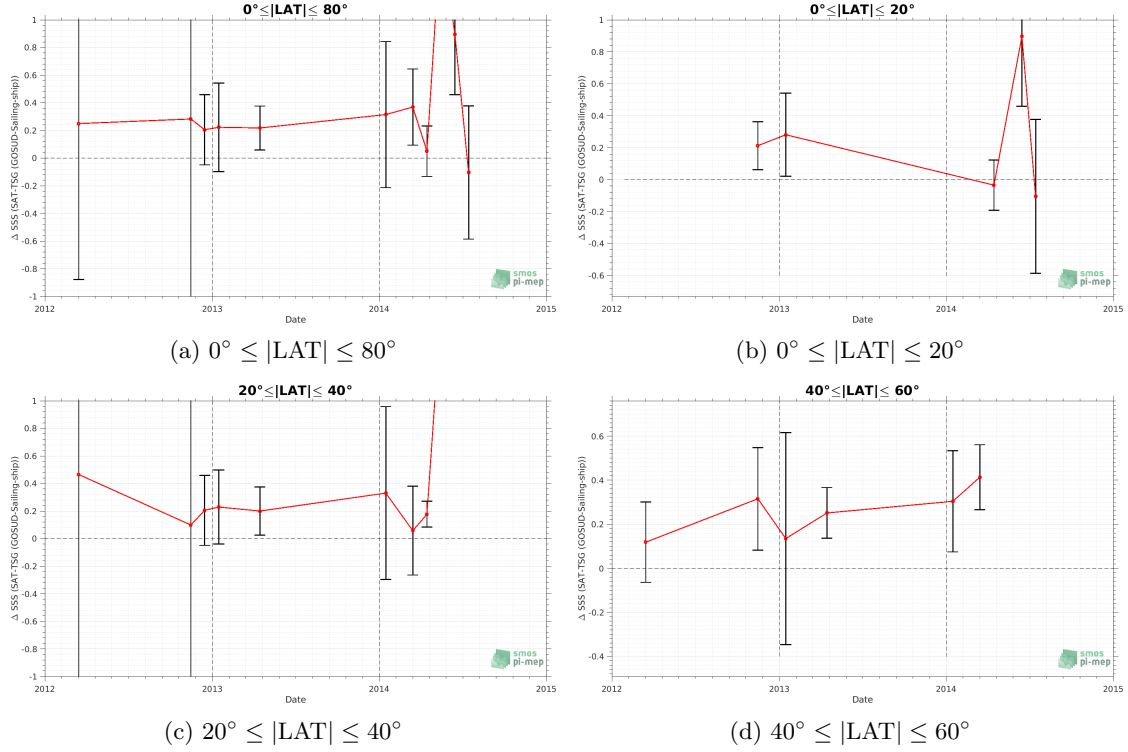 0°≤|LAT|≤ 80°
Δ SSS (SAT-TSG (GOSUD-Sailing-ship))
1
0.8
0.6
0.4
0.2
0
-0.2
-0.4
-0.6
-0.8
-1
2012
2013
2014
2015
Date
smos
pi-mep
(a) 0° ≤ |LAT| ≤ 80°
0°≤|LAT|≤ 20°
Δ SSS (SAT-TSG (GOSUD-Sailing-ship))
1
0.8
0.6
0.4
0.2
0
-0.2
-0.4
-0.6
2012
2013
2014
2015
Date
smos
pi-mep
(b) 0° ≤ |LAT| ≤ 20°
20°≤|LAT|≤ 40°
Δ SSS (SAT-TSG (GOSUD-Sailing-ship))
1
0.8
0.6
0.4
0.2
0
-0.2
-0.4
-0.6
-0.8
-1
2012
2013
2014
2015
Date
smos
pi-mep
(c) 20° ≤ |LAT| ≤ 40°
40°≤|LAT|≤ 60°
Δ SSS (SAT-TSG (GOSUD-Sailing-ship))
0.6
0.4
0.2
0
-0.2
-0.4
2012
2013
2014
2015
Date
smos
pi-mep
(d) 40° ≤ |LAT| ≤ 60°